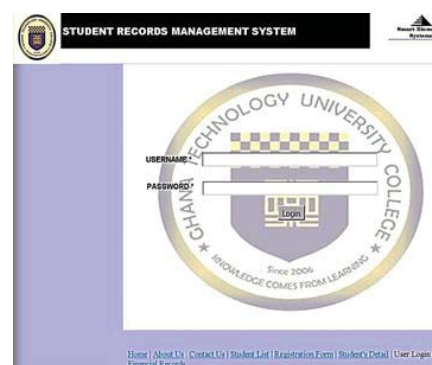 STUDENT RECORDS MANAGEMENT SYSTEM
GHANA TECHNOLOGY UNIVERSITY COLLEGE
USERNAME *
PASSWORD *
Login
Since 2006
KNOWLEDGE COMES FROM LEARNING
Home | About Us | Contact Us | Student List | Registration Form | Student's Detail | User Login
Financial Records